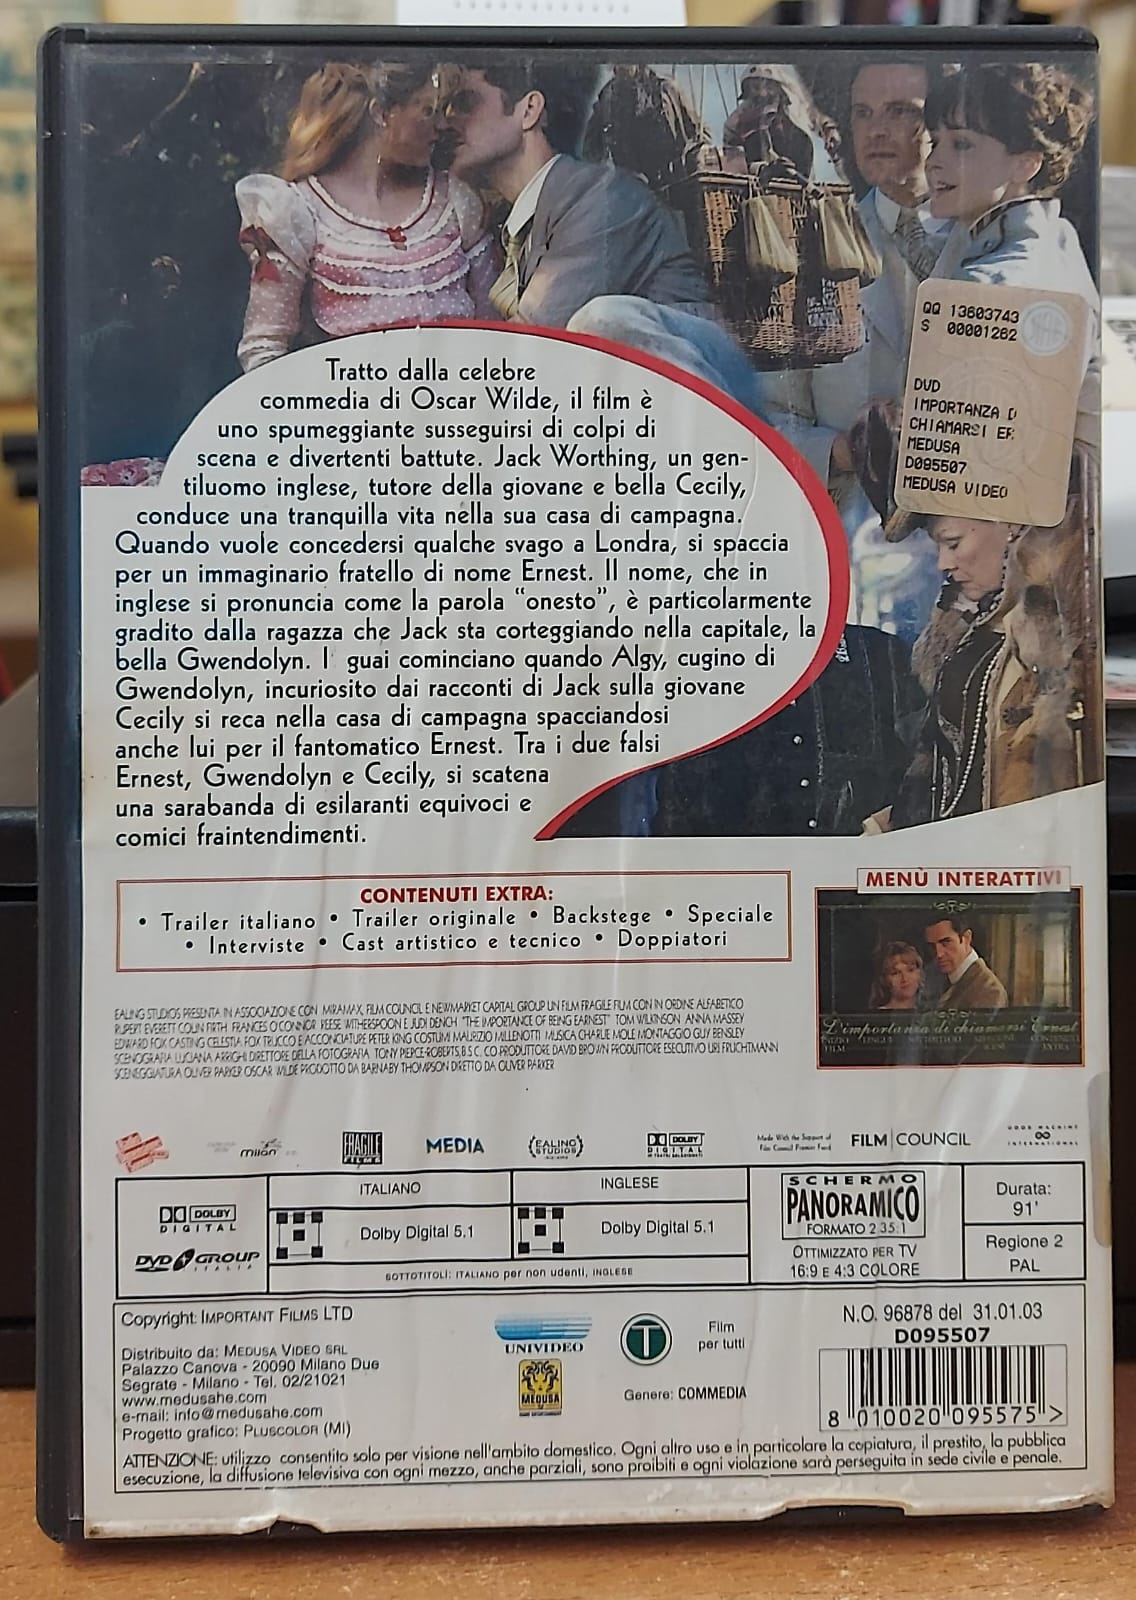 QQ 13603743
S 00001262
DVD
IMPORTANZA D
CHIAMARSI ER
MEDUSA
D095507
MEDUSA VIDEO
Tratto dalla celebre
commedia di Oscar Wilde, il film è
uno spumeggiante susseguirsi di colpi di
scena e divertenti battute. Jack Worthing, un gen-
tiluomo inglese, tutore della giovane e bella Cecily,
conduce una tranquilla vita nella sua casa di campagna.
Quando vuole concedersi qualche svago a Londra, si spaccia
per un immaginario fratello di nome Ernest. Il nome, che in
inglese si pronuncia come la parola "onesto", è particolarmente
gradito dalla ragazza che Jack sta corteggiando nella capitale, la
bella Gwendolyn. I guai cominciano quando Algy, cugino di
Gwendolyn, incuriosito dai racconti di Jack sulla giovane
Cecily si reca nella casa di campagna spacciandosi
anche lui per il fantomatico Ernest. Tra i due falsi
Ernest, Gwendolyn e Cecily, si scatena
una sarabanda di esilaranti equivoci e
comici fraintendimenti.
CONTENUTI EXTRA:
• Trailer italiano • Trailer originale • Backstege • Speciale
• Interviste • Cast artistico e tecnico • Doppiatori
MENÙ INTERATTIVI
L'importanza di chiamarsi Ernest
EALING STUDIOS PRESENTA IN ASSOCIAZIONE CON MIRAMAX, FILM COUNCIL E NEWMARKET CAPITAL GROUP UN FILM FRAGILE FILM CON IN ORDINE ALFABETICO
RUPERT EVERETT COLIN FIRTH FRANCES O'CONNOR REESE WITHERSPOON E JUDI DENCH "THE IMPORTANCE OF BEING EARNEST" TOM WILKINSON ANNA MASSEY
EDWARD FOX CASTING CELESTIA FOX TRUCCO E ACCONCIATURE PETER KING COSTUMI MAURIZIO MILLENOTTI MUSICA CHARLIE MOLE MONTAGGIO GUY BENSLEY
SCENOGRAFIA LUCIANA ARRIGHI DIRETTORE DELLA FOTOGRAFIA TONY PIERCE-ROBERTS,B.S.C. CO-PRODUTTORE DAVID BROWN PRODUTTORE ESECUTIVO URI FRUCHTMANN
SCENEGGIATURA OLIVER PARKER OSCAR WILDE PRODOTTO DA BARNABY THOMPSON DIRETTO DA OLIVER PARKER
milan
FRAGILE FILMS
MEDIA
EALING STUDIOS
DOLBY DIGITAL
Made With the Support of
Film Council Premier Fund
FILM COUNCIL
GOOD MACHINE INTERNATIONAL
DOLBY DIGITAL
DVD GROUP ITALIA
ITALIANO
Dolby Digital 5.1
INGLESE
Dolby Digital 5.1
SOTTOTITOLI: ITALIANO per non udenti, INGLESE
SCHERMO
PANORAMICO
FORMATO 2.35:1
OTTIMIZZATO PER TV
16:9 E 4:3 COLORE
Durata:
91'
Regione 2
PAL
Copyright: IMPORTANT FILMS LTD
Distribuito da: MEDUSA VIDEO SRL
Palazzo Canova - 20090 Milano Due
Segrate - Milano - Tel. 02/21021
www.medusahe.com
e-mail: info@medusahe.com
Progetto grafico: PLUSCOLOR (MI)
UNIVIDEO
MEDUSA
T
Film
per tutti
Genere: COMMEDIA
N.O. 96878 del 31.01.03
D095507
8 010020 095575 >
ATTENZIONE: utilizzo consentito solo per visione nell'ambito domestico. Ogni altro uso e in particolare la copiatura, il prestito, la pubblica
esecuzione, la diffusione televisiva con ogni mezzo, anche parziali, sono proibiti e ogni violazione sarà perseguita in sede civile e penale.